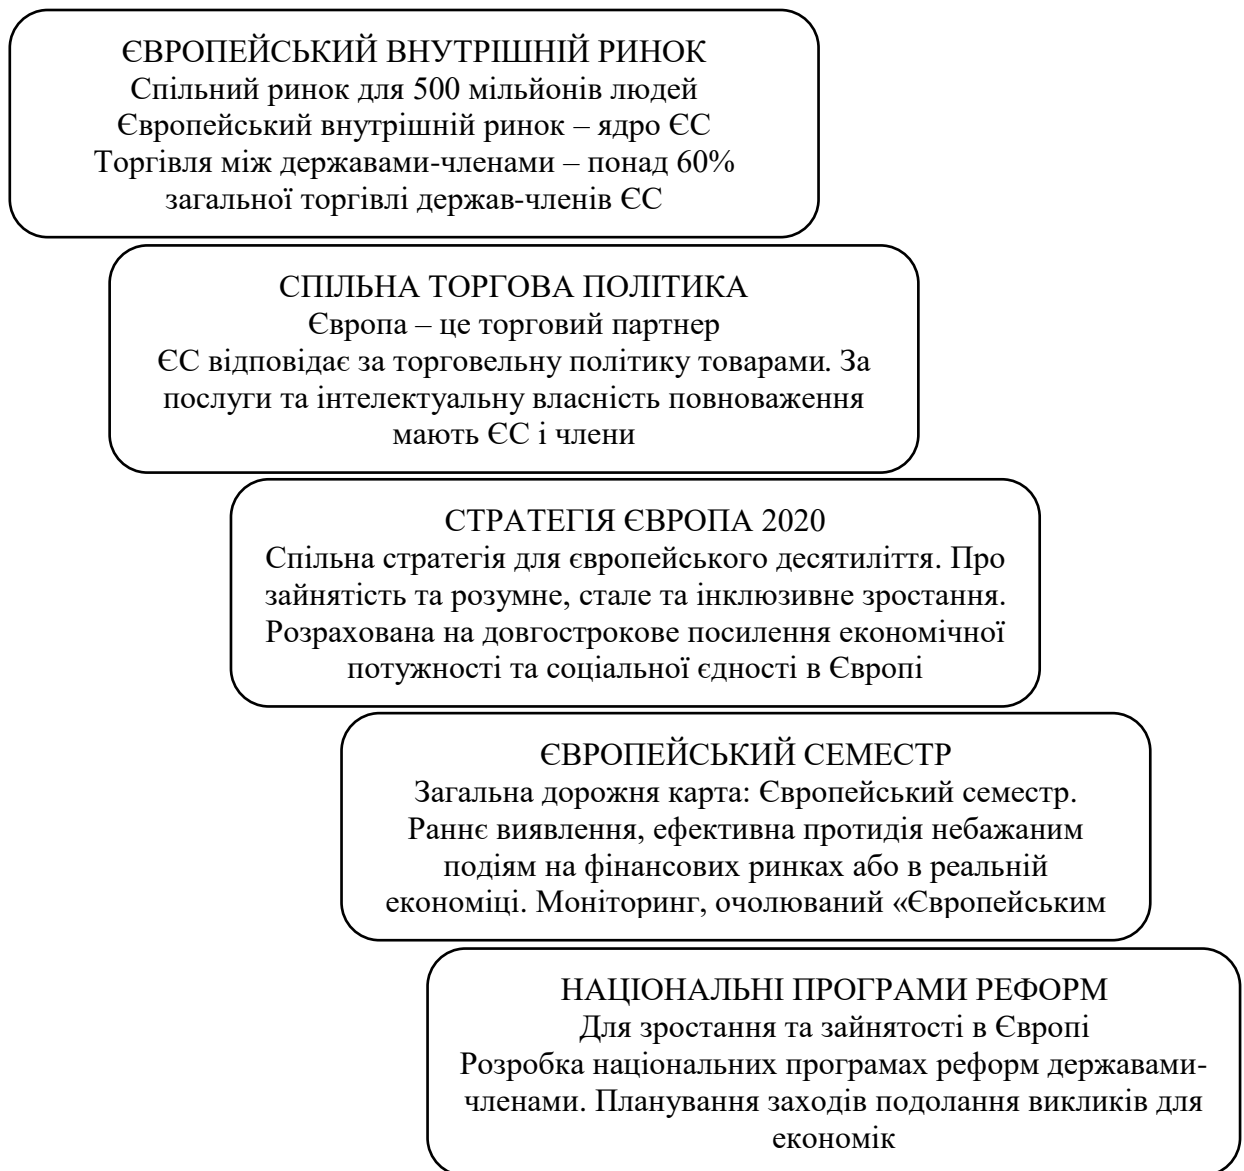 ЄВРОПЕЙСЬКИЙ ВНУТРІШНІЙ РИНОК
Спільний ринок для 500 мільйонів людей
Європейський внутрішній ринок – ядро ЄС
Торгівля між державами-членами – понад 60%
загальної торгівлі держав-членів ЄС
СПІЛЬНА ТОРГОВА ПОЛІТИКА
Європа – це торговий партнер
ЄС відповідає за торговельну політику товарами. За
послуги та інтелектуальну власність повноваження
мають ЄС і члени
СТРАТЕГІЯ ЄВРОПА 2020
Спільна стратегія для європейського десятиліття. Про
зайнятість та розумне, стале та інклюзивне зростання.
Розрахована на довгострокове посилення економічної
потужності та соціальної єдності в Європі
ЄВРОПЕЙСЬКИЙ СЕМЕСТР
Загальна дорожня карта: Європейський семестр.
Раннє виявлення, ефективна протидія небажаним
подіям на фінансових ринках або в реальній
економіці. Моніторинг, очолюваний «Європейським
НАЦІОНАЛЬНІ ПРОГРАМИ РЕФОРМ
Для зростання та зайнятості в Європі
Розробка національних програмах реформ державами-
членами. Планування заходів подолання викликів для
економік